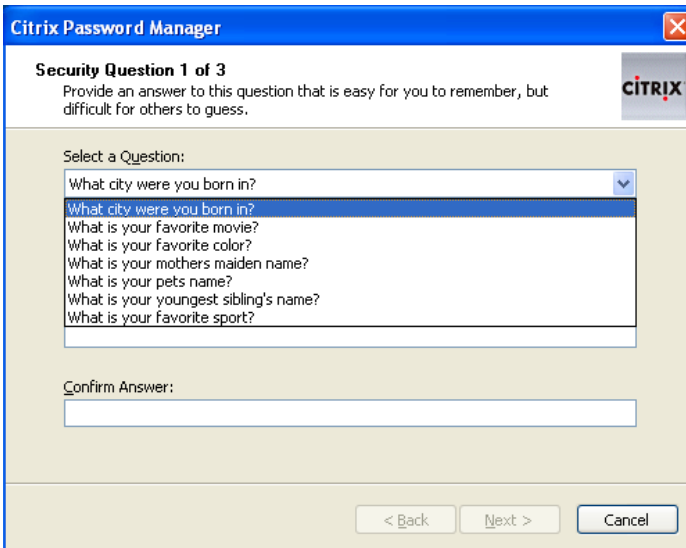 Citrix Password Manager
Security Question 1 of 3
Provide an answer to this question that is easy for you to remember, but
difficult for others to guess.
CITRIX
Select a Question:
What city were you born in?
What city were you born in?
What is your favorite movie?
What is your favorite color?
What is your mothers maiden name?
What is your pets name?
What is your youngest sibling's name?
What is your favorite sport?
Confirm Answer:
< Back
Next >
Cancel